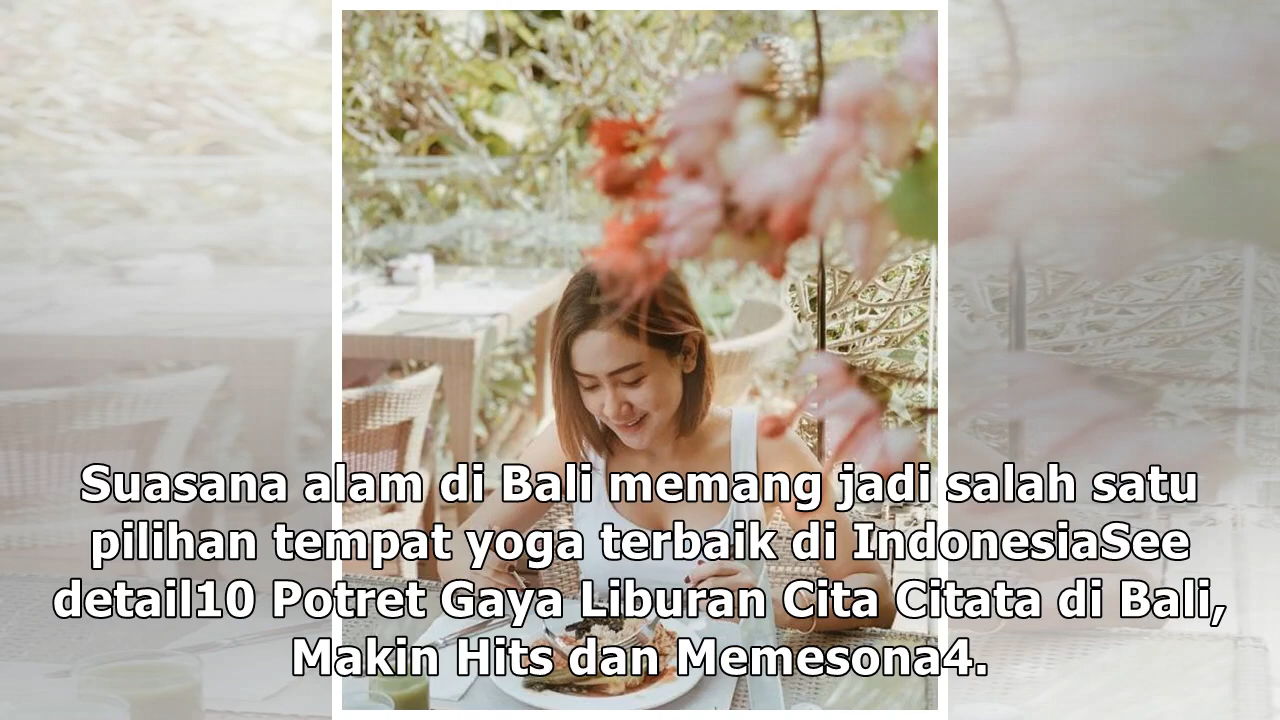 Suasana alam di Bali memang jadi salah satu
pilihan tempat yoga terbaik di IndonesiaSee
detail10 Potret Gaya Liburan Cita Citata di Bali,
Makin Hits dan Memesona4.